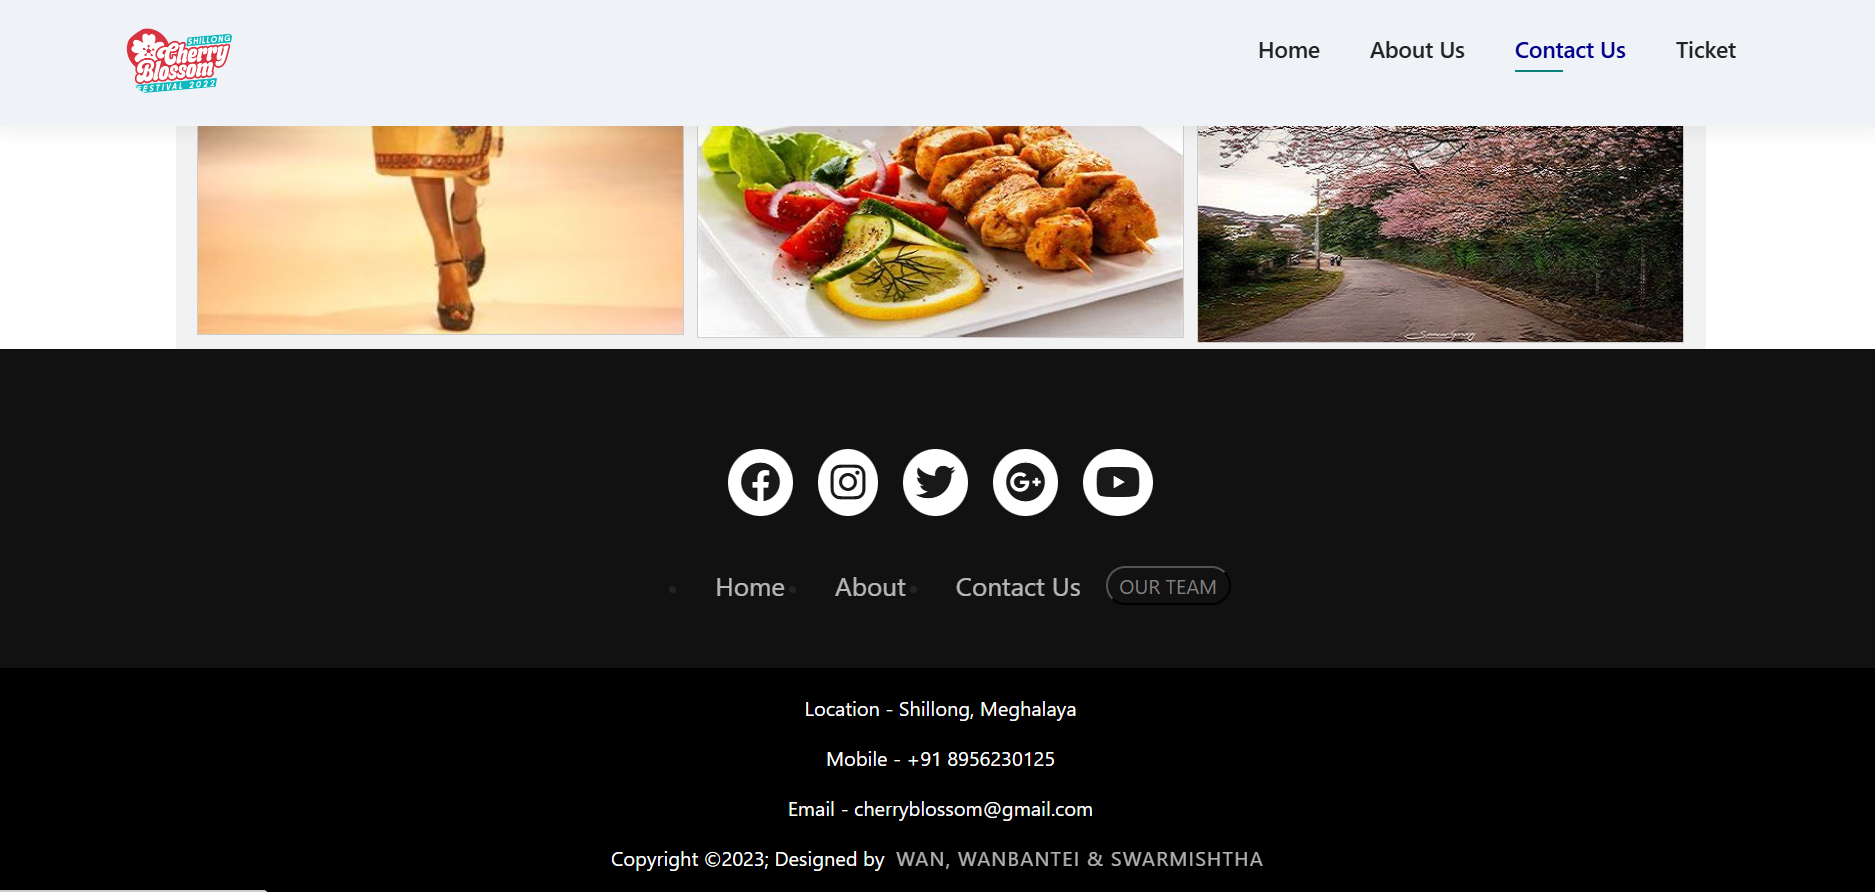 SHILLONG
Cherry
Blossom
FESTIVAL 2022
Home
About Us
Contact Us
Ticket
Home
About
Contact Us
OUR TEAM
Location - Shillong, Meghalaya
Mobile - +91 8956230125
Email - cherryblossom@gmail.com
Copyright ©2023; Designed by WAN, WANBANTEI & SWARMISHTHA